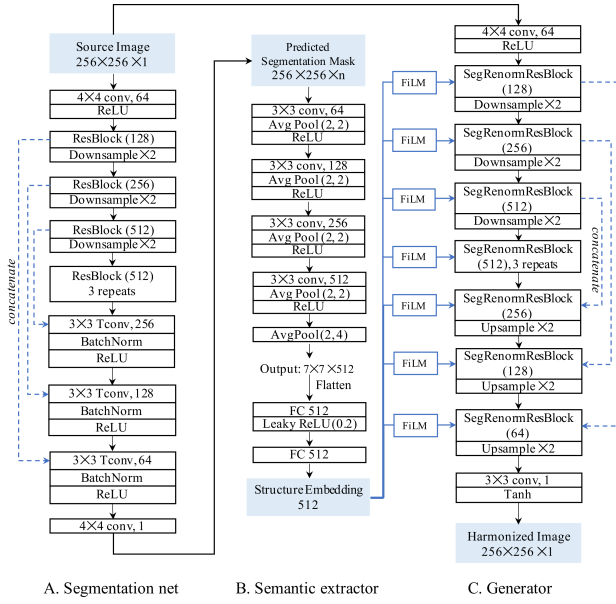 Source Image
256×256 ×1
4×4 conv, 64
ReLU
ResBlock (128)
Downsample×2
ResBlock (256)
Downsample×2
ResBlock (512)
Downsample×2
ResBlock (512)
3 repeats
3×3 Tconv, 256
BatchNorm
ReLU
3×3 Tconv, 128
BatchNorm
ReLU
3×3 Tconv, 64
BatchNorm
ReLU
4×4 conv, 1
concatenate
A. Segmentation net
Predicted
Segmentation Mask
256 ×256 ×n
3×3 conv, 64
Avg Pool (2, 2)
ReLU
3×3 conv, 128
Avg Pool (2, 2)
ReLU
3×3 conv, 256
Avg Pool (2, 2)
ReLU
3×3 conv, 512
Avg Pool (2, 2)
ReLU
AvgPool(2, 4)
Output: 7×7 ×512
Flatten
FC 512
Leaky ReLU(0.2)
FC 512
Structure Embedding
512
B. Semantic extractor
FiLM
FiLM
FiLM
FiLM
FiLM
FiLM
FiLM
4×4 conv, 64
ReLU
SegRenormResBlock
(128)
Downsample×2
SegRenormResBlock
(256)
Downsample×2
SegRenormResBlock
(512)
Downsample×2
SegRenormResBlock
(512), 3 repeats
SegRenormResBlock
(256)
Upsample ×2
SegRenormResBlock
(128)
Upsample ×2
SegRenormResBlock
(64)
Upsample ×2
3×3 conv, 1
Tanh
Harmonized Image
256×256 ×1
concatenate
C. Generator